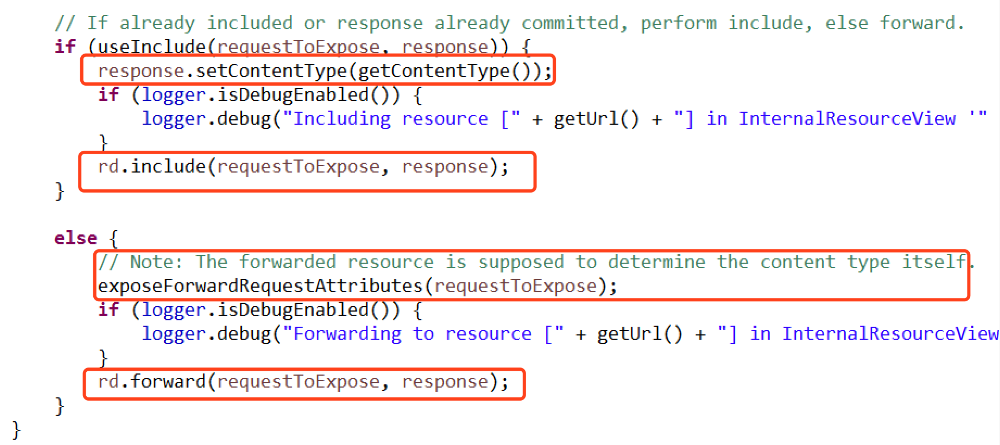 // If already included or response already committed, perform include, else forward.
if (useInclude(requestToExpose, response)) {
response.setContentType(getContentType());
if (logger.isDebugEnabled()) {
logger.debug("Including resource [" + getUrl() + "] in InternalResourceView '"
}
rd.include(requestToExpose, response);
}
else {
// Note: The forwarded resource is supposed to determine the content type itself.
exposeForwardRequestAttributes(requestToExpose);
if (logger.isDebugEnabled()) {
logger.debug("Forwarding to resource [" + getUrl() + "] in InternalResourceView
}
rd.forward(requestToExpose, response);
}
}